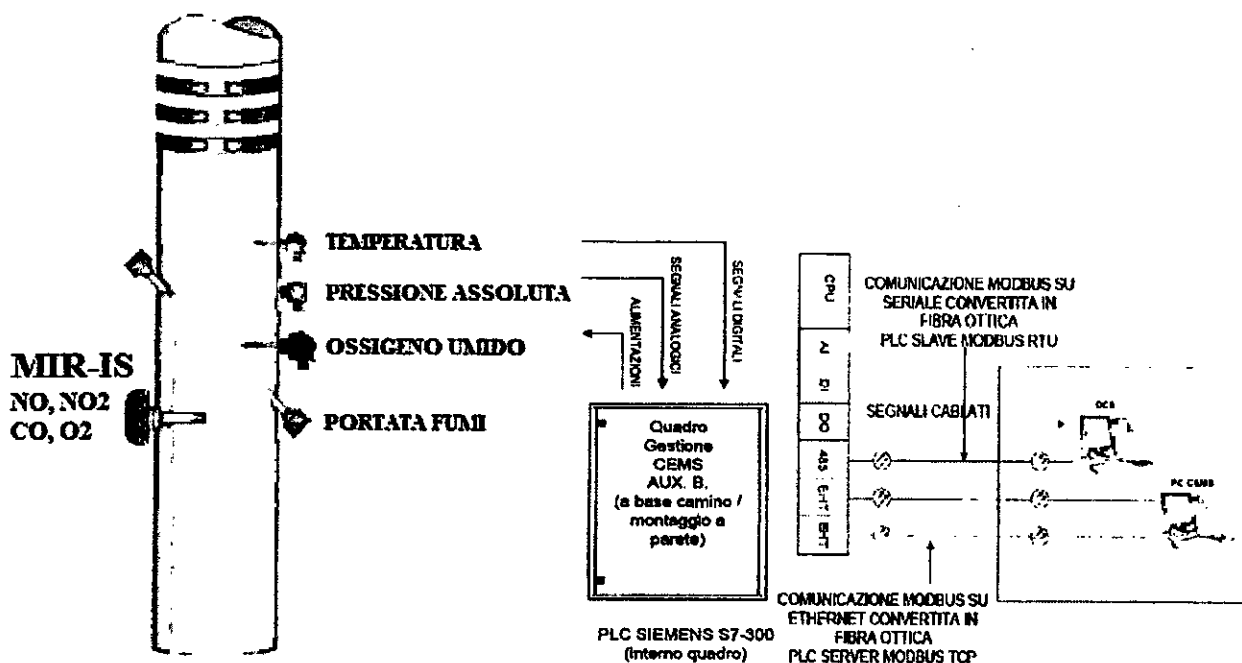 TEMPERATURA
PRESSIONE ASSOLUTA
OSSIGENO UMIDO
PORTATA FUMI
MIR-IS
NO, NO2
CO, O2
ALIMENTAZIONI
SEGNALI ANALOGICI
SEGNALI DIGITALI
Quadro
Gestione
CEMS
AUX. B.
(a base camino /
montaggio a
parete)
PLC SIEMENS S7-300
(interno quadro)
CPU
AI
DI
DO
485
EHT
EHT
COMUNICAZIONE MODBUS SU
SERIALE CONVERTITA IN
FIBRA OTTICA
PLC SLAVE MODBUS RTU
SEGNALI CABLATI
DCS
COMUNICAZIONE MODBUS SU
ETHERNET CONVERTITA IN
FIBRA OTTICA
PLC SERVER MODBUS TCP